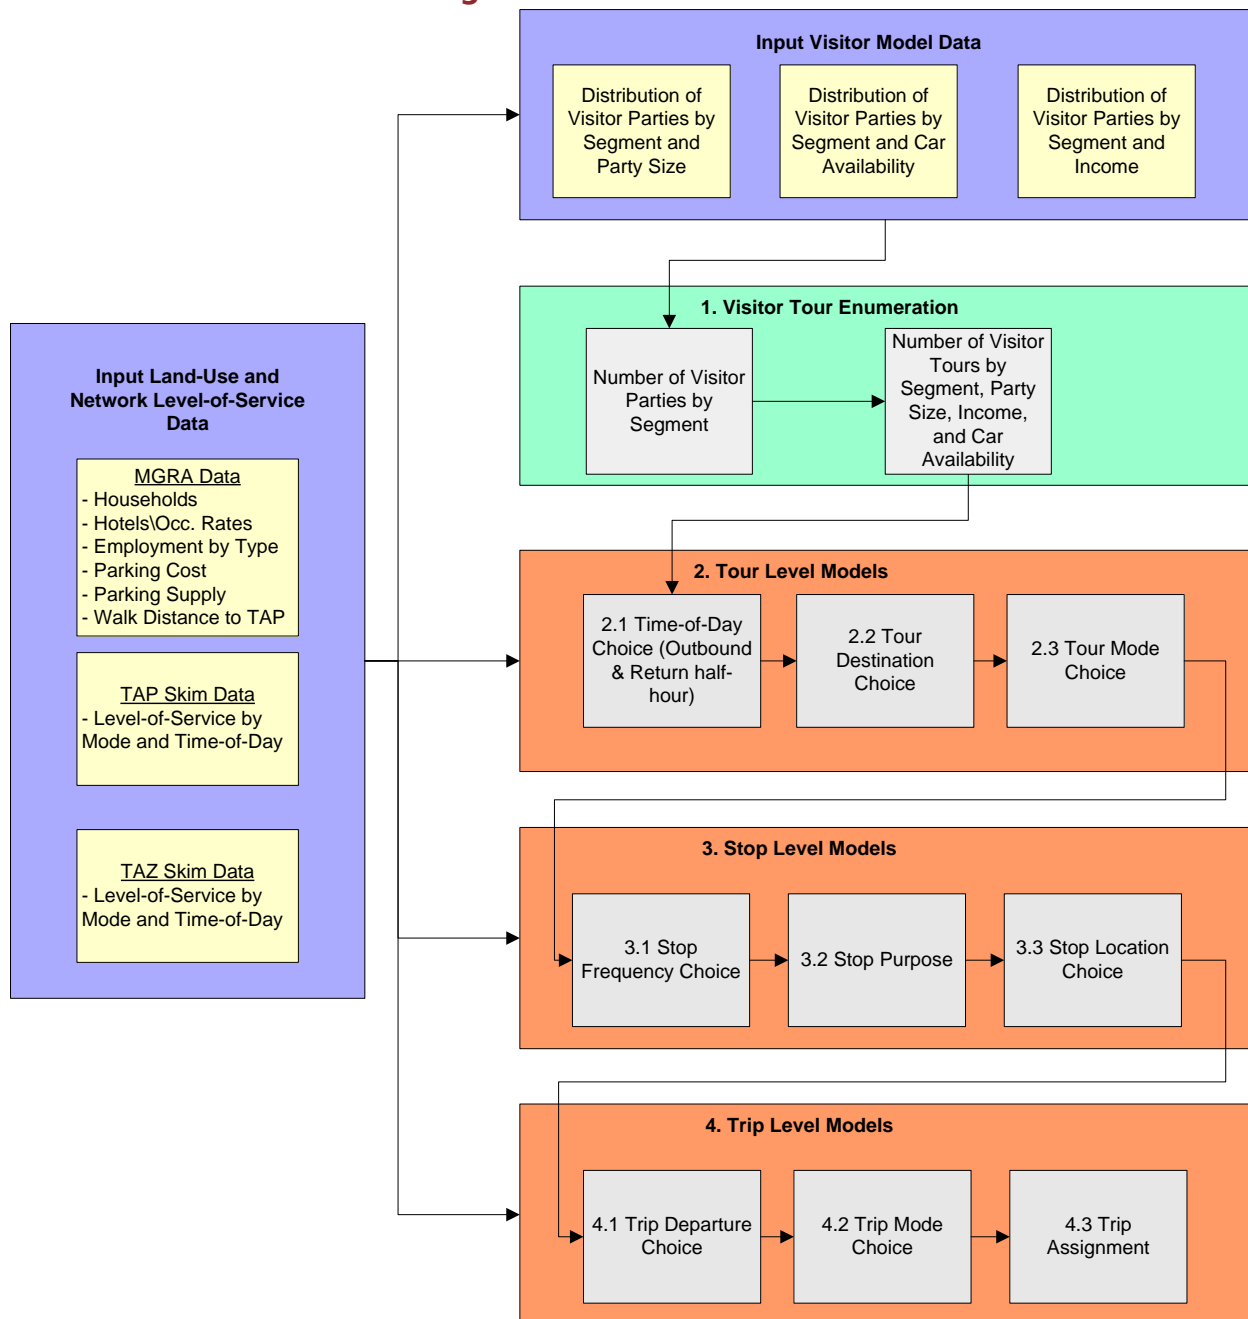 Input Visitor Model Data
Distribution of
Visitor Parties by
Segment and
Party Size
Distribution of
Visitor Parties by
Segment and Car
Availability
Distribution of
Visitor Parties by
Segment and
Income
1. Visitor Tour Enumeration
Number of Visitor
Parties by
Segment
Number of Visitor
Tours by
Segment, Party
Size, Income,
and Car
Availability
Input Land-Use and
Network Level-of-Service
Data
MGRA Data
- Households
- Hotels\Occ. Rates
- Employment by Type
- Parking Cost
- Parking Supply
- Walk Distance to TAP
TAP Skim Data
- Level-of-Service by
Mode and Time-of-Day
TAZ Skim Data
- Level-of-Service by
Mode and Time-of-Day
2. Tour Level Models
2.1 Time-of-Day
Choice (Outbound
& Return half-
hour)
2.2 Tour
Destination
Choice
2.3 Tour Mode
Choice
3. Stop Level Models
3.1 Stop
Frequency Choice
3.2 Stop Purpose
3.3 Stop Location
Choice
4. Trip Level Models
4.1 Trip Departure
Choice
4.2 Trip Mode
Choice
4.3 Trip
Assignment